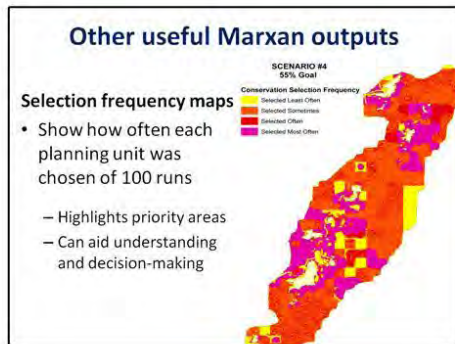 Other useful Marxan outputs
SCENARIO #4
55% Goal
Conservation Selection Frequency
Selected Least Often
Selected Sometimes
Selected Often
Selected Most Often
Selection frequency maps
• Show how often each
planning unit was
chosen of 100 runs
– Highlights priority areas
– Can aid understanding
and decision-making